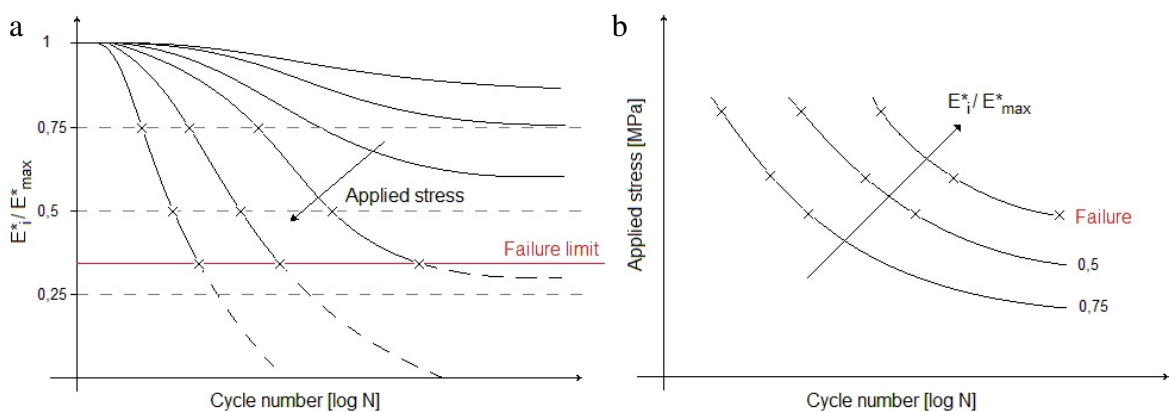 a
1
0,75
0,5
0,25
E*i / E*max
Applied stress
Failure limit
Cycle number [log N]
b
Applied stress [MPa]
E*i / E*max
Failure
0,5
0,75
Cycle number [log N]